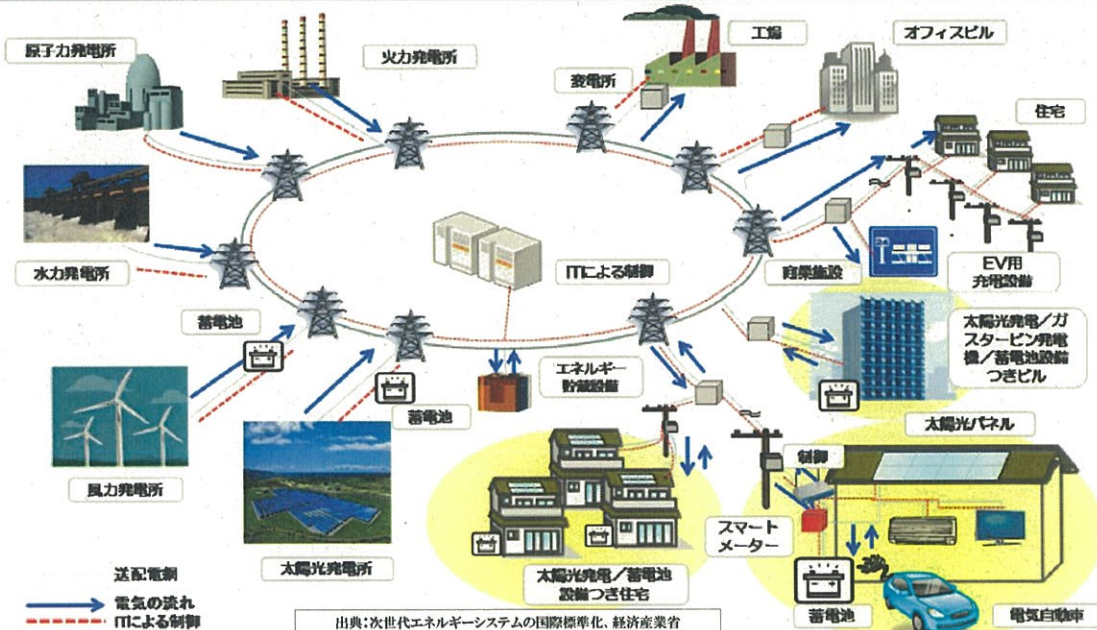 原子力発電所
火力発電所
工場
オフィスビル
変電所
住宅
水力発電所
ITによる制御
商業施設
EV用
充電設備
蓄電池
エネルギー
貯蔵設備
太陽光発電/ガ
スタービン発電
機/蓄電池設備
つきビル
蓄電池
太陽光パネル
風力発電所
制御
スマート
メーター
太陽光発電所
太陽光発電/蓄電池
設備つき住宅
蓄電池
電気自動車
送配電網
電気の流れ
ITによる制御
出典:次世代エネルギーシステムの国際標準化、経済産業省